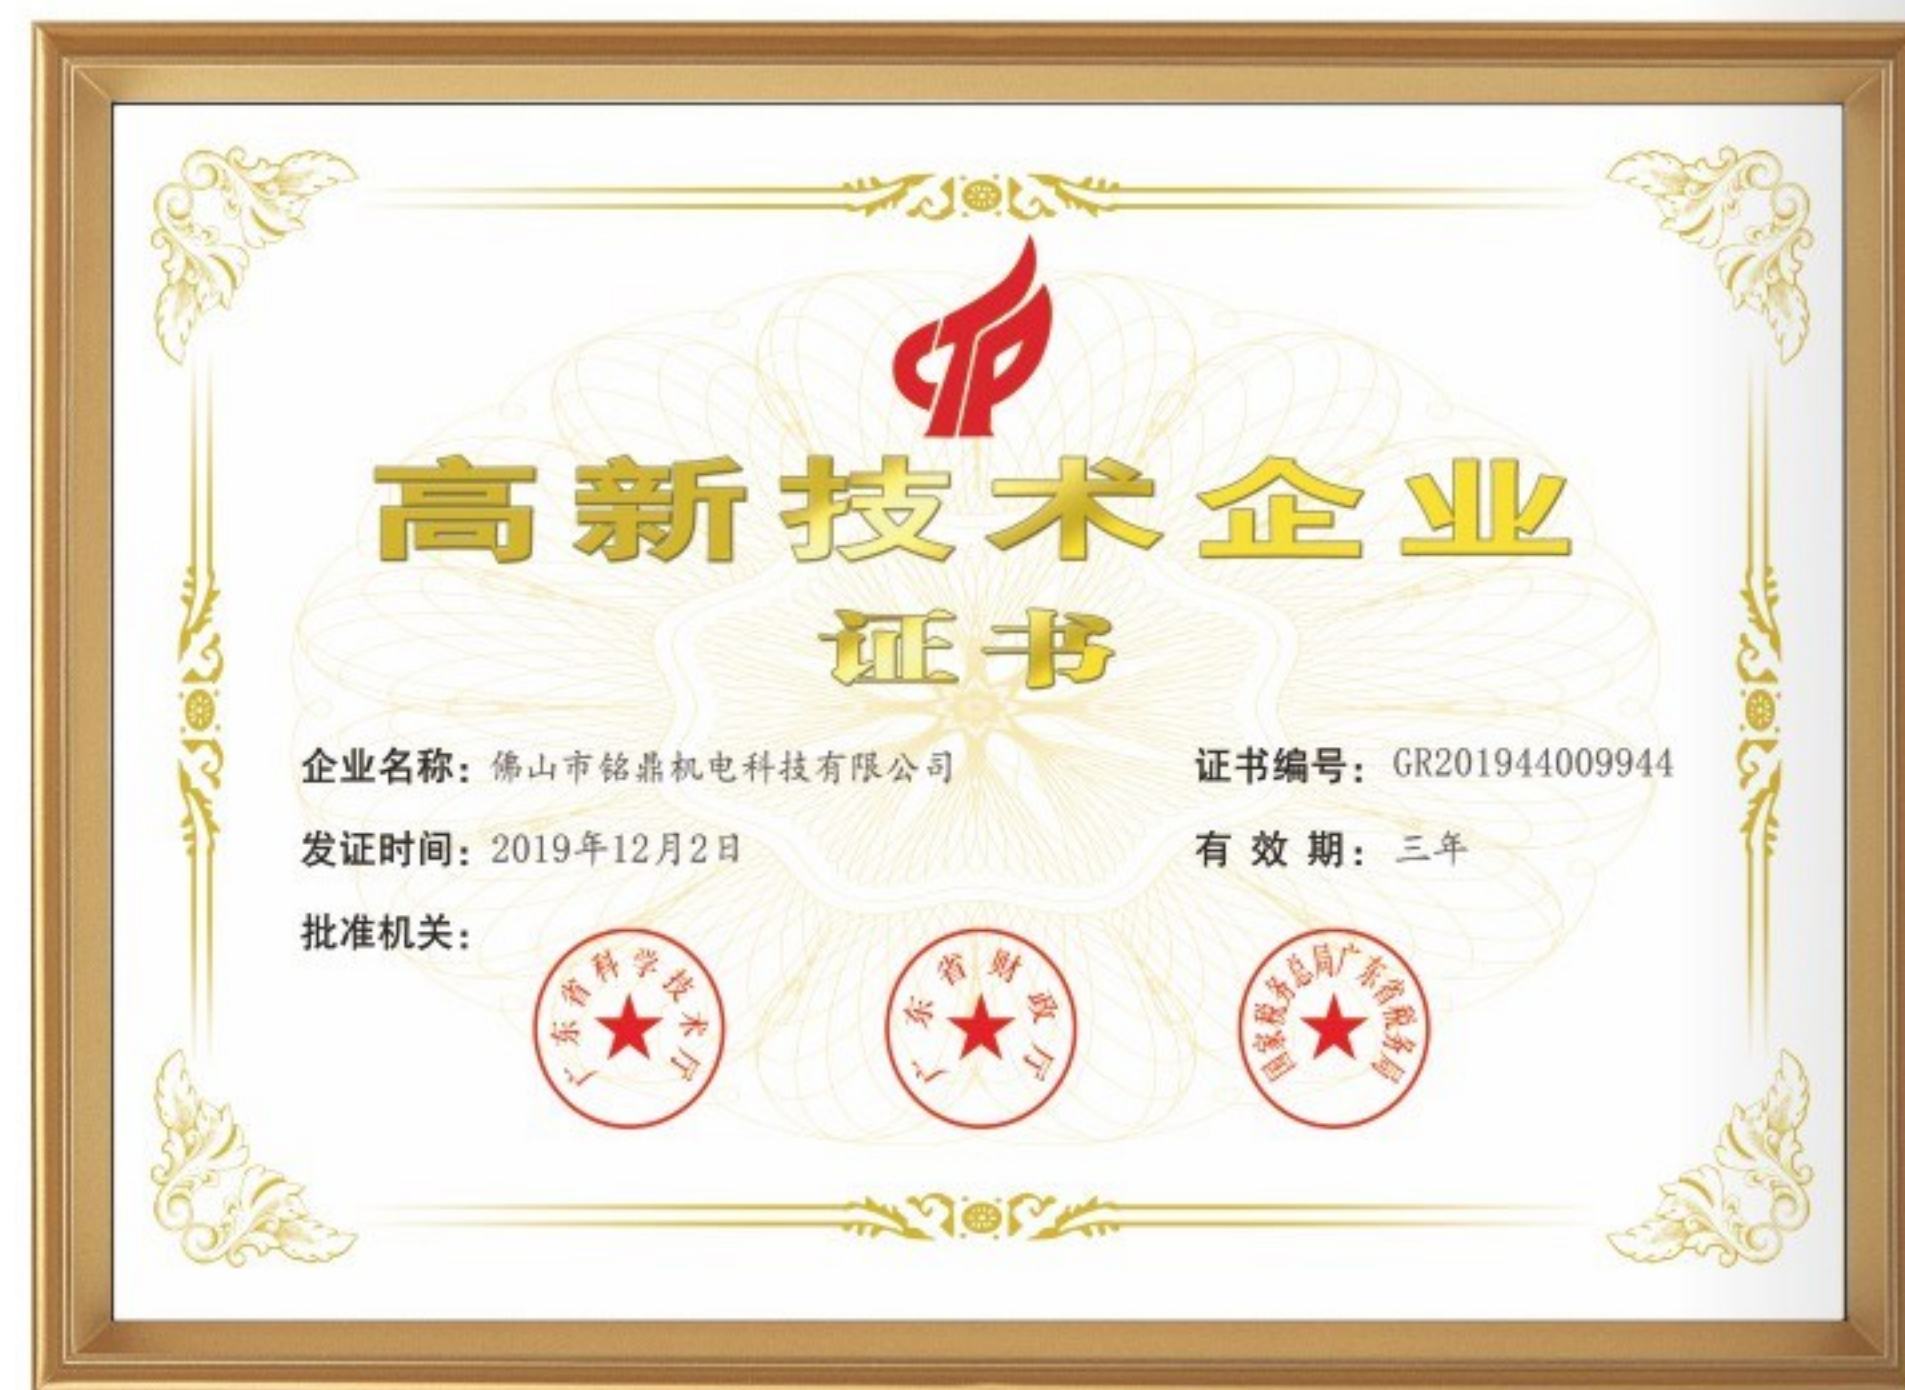 高新技术企业
证书
企业名称：佛山市铭鼎机电科技有限公司
证书编号：GR201944009944
发证时间：2019年12月2日
有效期：三年
批准机关：
广东省科学技术厅
广东省财政厅
国家税务总局广东省税务局